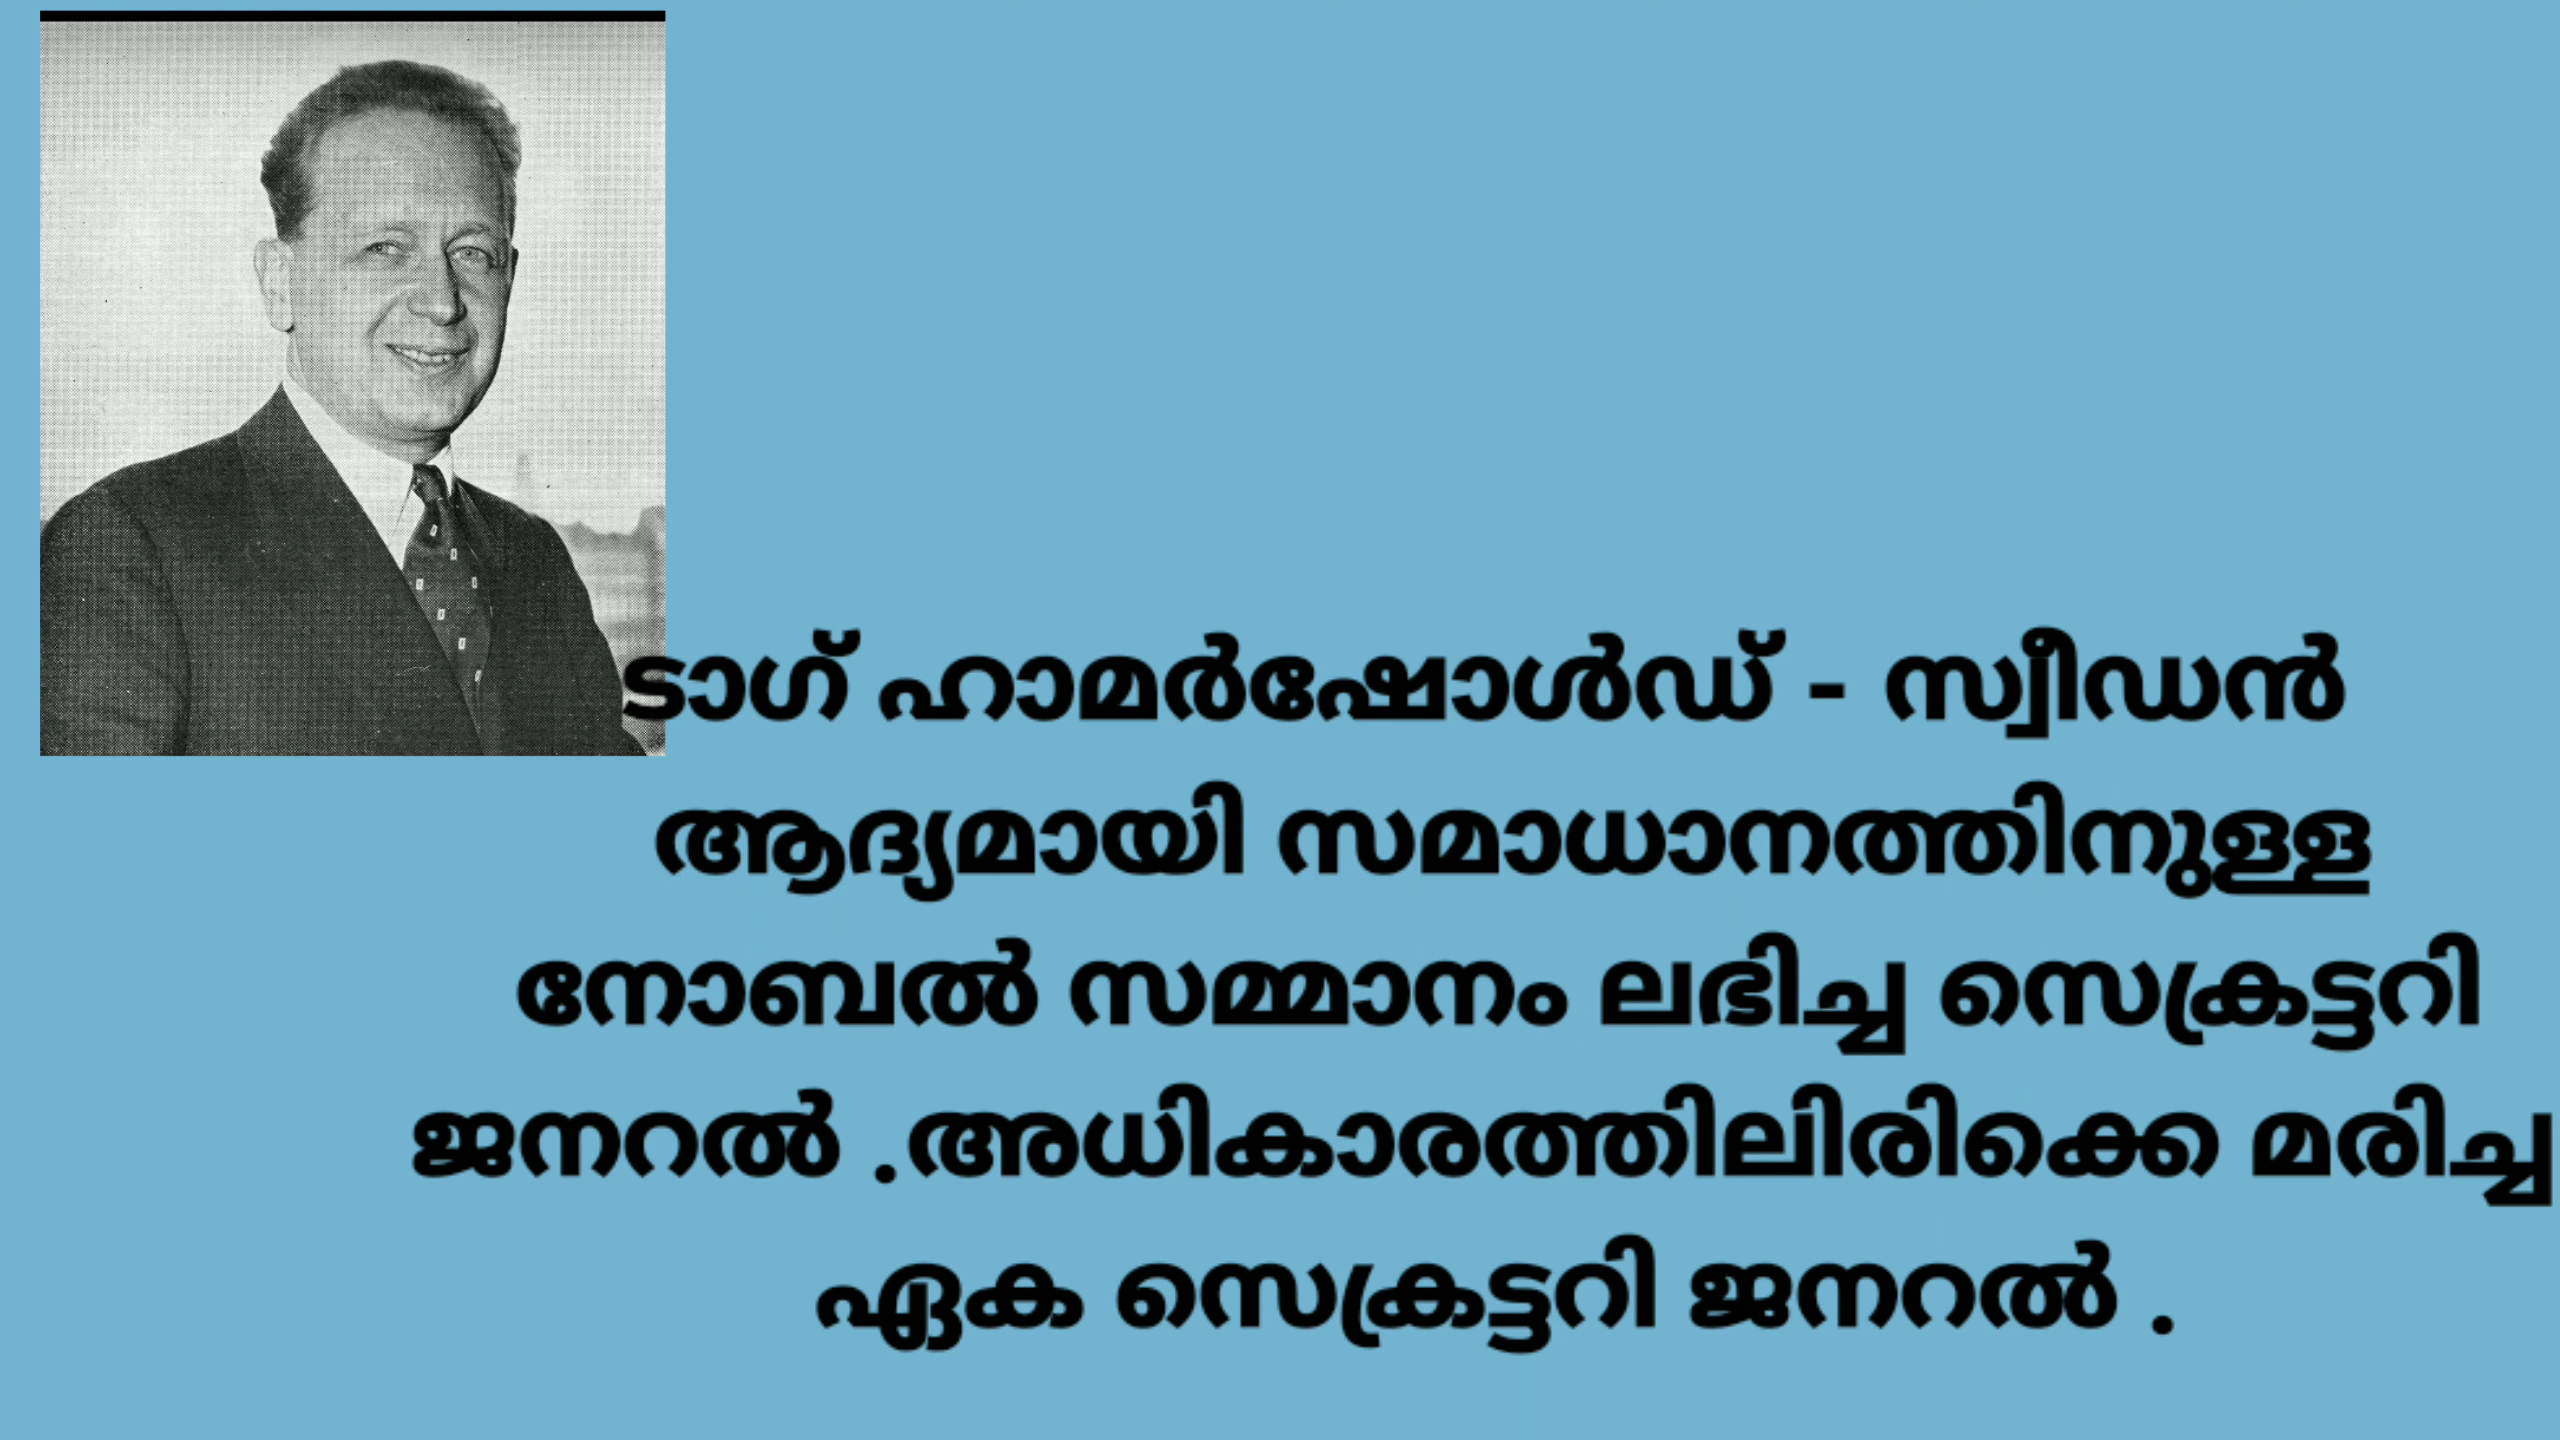 ടാഗ് ഹാമർഷോൾഡ് - സ്വീഡൻ
ആദ്യമായി സമാധാനത്തിനുള്ള
നോബൽ സമ്മാനം ലഭിച്ച സെക്രട്ടറി
ജനറൽ .അധികാരത്തിലിരിക്കെ മരിച്ച
ഏക സെക്രട്ടറി ജനറൽ .